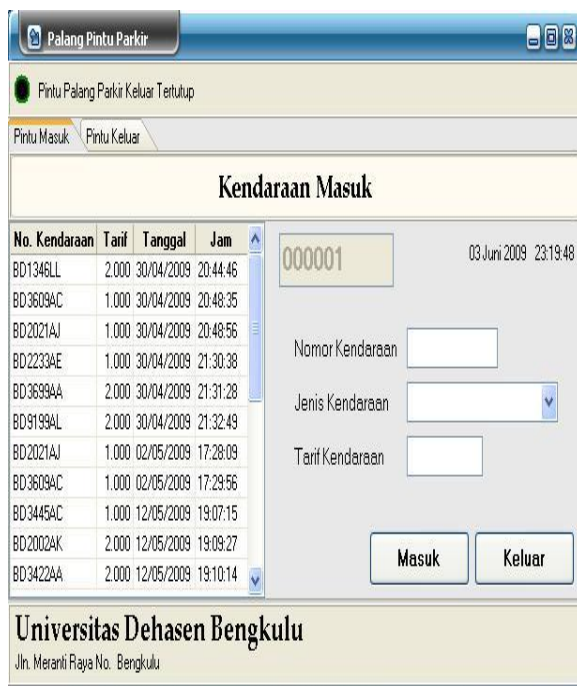 Palang Pintu Parkir
Pintu Palang Parkir Keluar Tertutup
Pintu Masuk Pintu Keluar
Kendaraan Masuk
No. Kendaraan Tarif Tanggal Jam
BD1346LL 2.000 30/04/2009 20:44:46
BD3609AC 1.000 30/04/2009 20:48:35
BD2021AJ 1.000 30/04/2009 20:48:56
BD2233AE 1.000 30/04/2009 21:30:38
BD3699AA 2.000 30/04/2009 21:31:28
BD9199AL 2.000 30/04/2009 21:32:49
BD2021AJ 1.000 02/05/2009 17:28:09
BD3609AC 1.000 02/05/2009 17:29:56
BD3445AC 1.000 12/05/2009 19:07:15
BD2002AK 2.000 12/05/2009 19:09:27
BD3422AA 2.000 12/05/2009 19:10:14
000001
03 Juni 2009 23:19:48
Nomor Kendaraan
Jenis Kendaraan
Tarif Kendaraan
Masuk Keluar
Universitas Dehasen Bengkulu
Jln. Meranti Raya No. Bengkulu